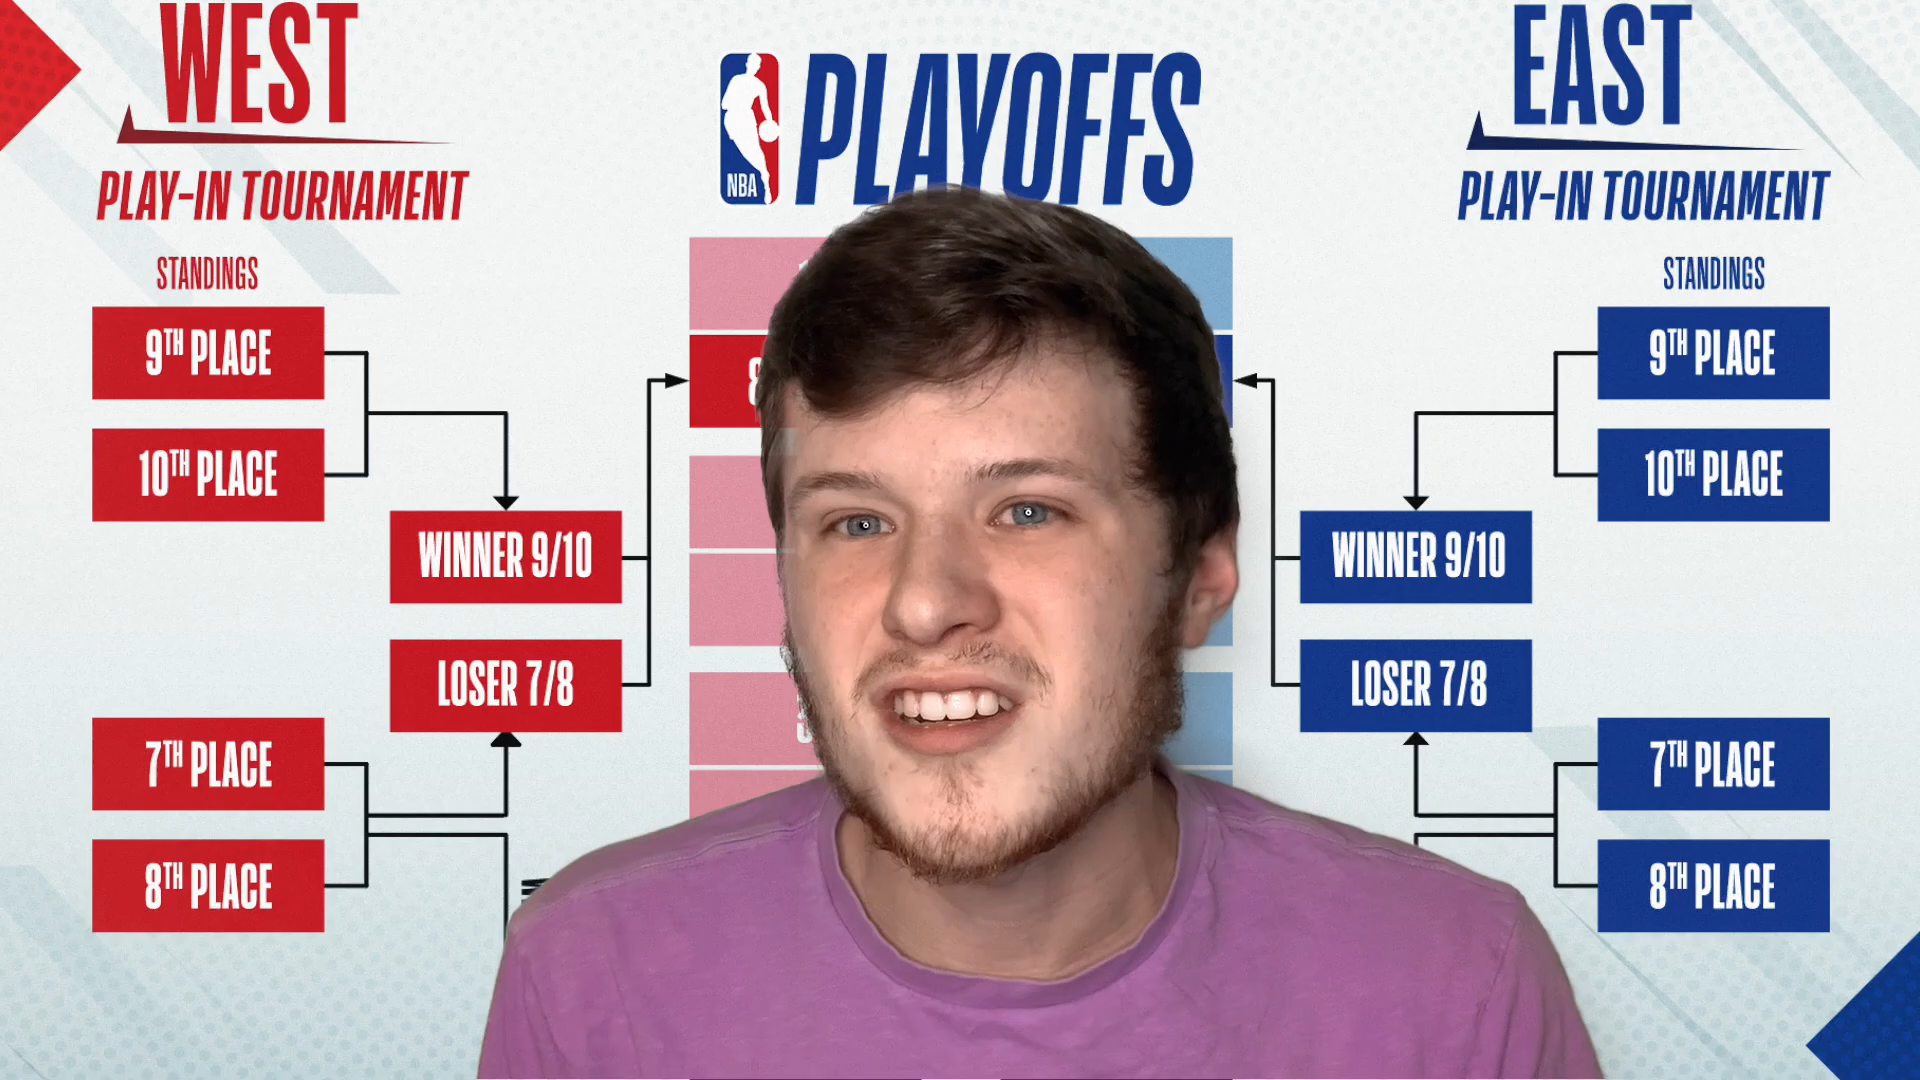 WEST
PLAY-IN TOURNAMENT
STANDINGS
9TH PLACE
10TH PLACE
WINNER 9/10
LOSER 7/8
7TH PLACE
8TH PLACE
NBA
PLAYOFFS
EAST
PLAY-IN TOURNAMENT
STANDINGS
9TH PLACE
10TH PLACE
WINNER 9/10
LOSER 7/8
7TH PLACE
8TH PLACE